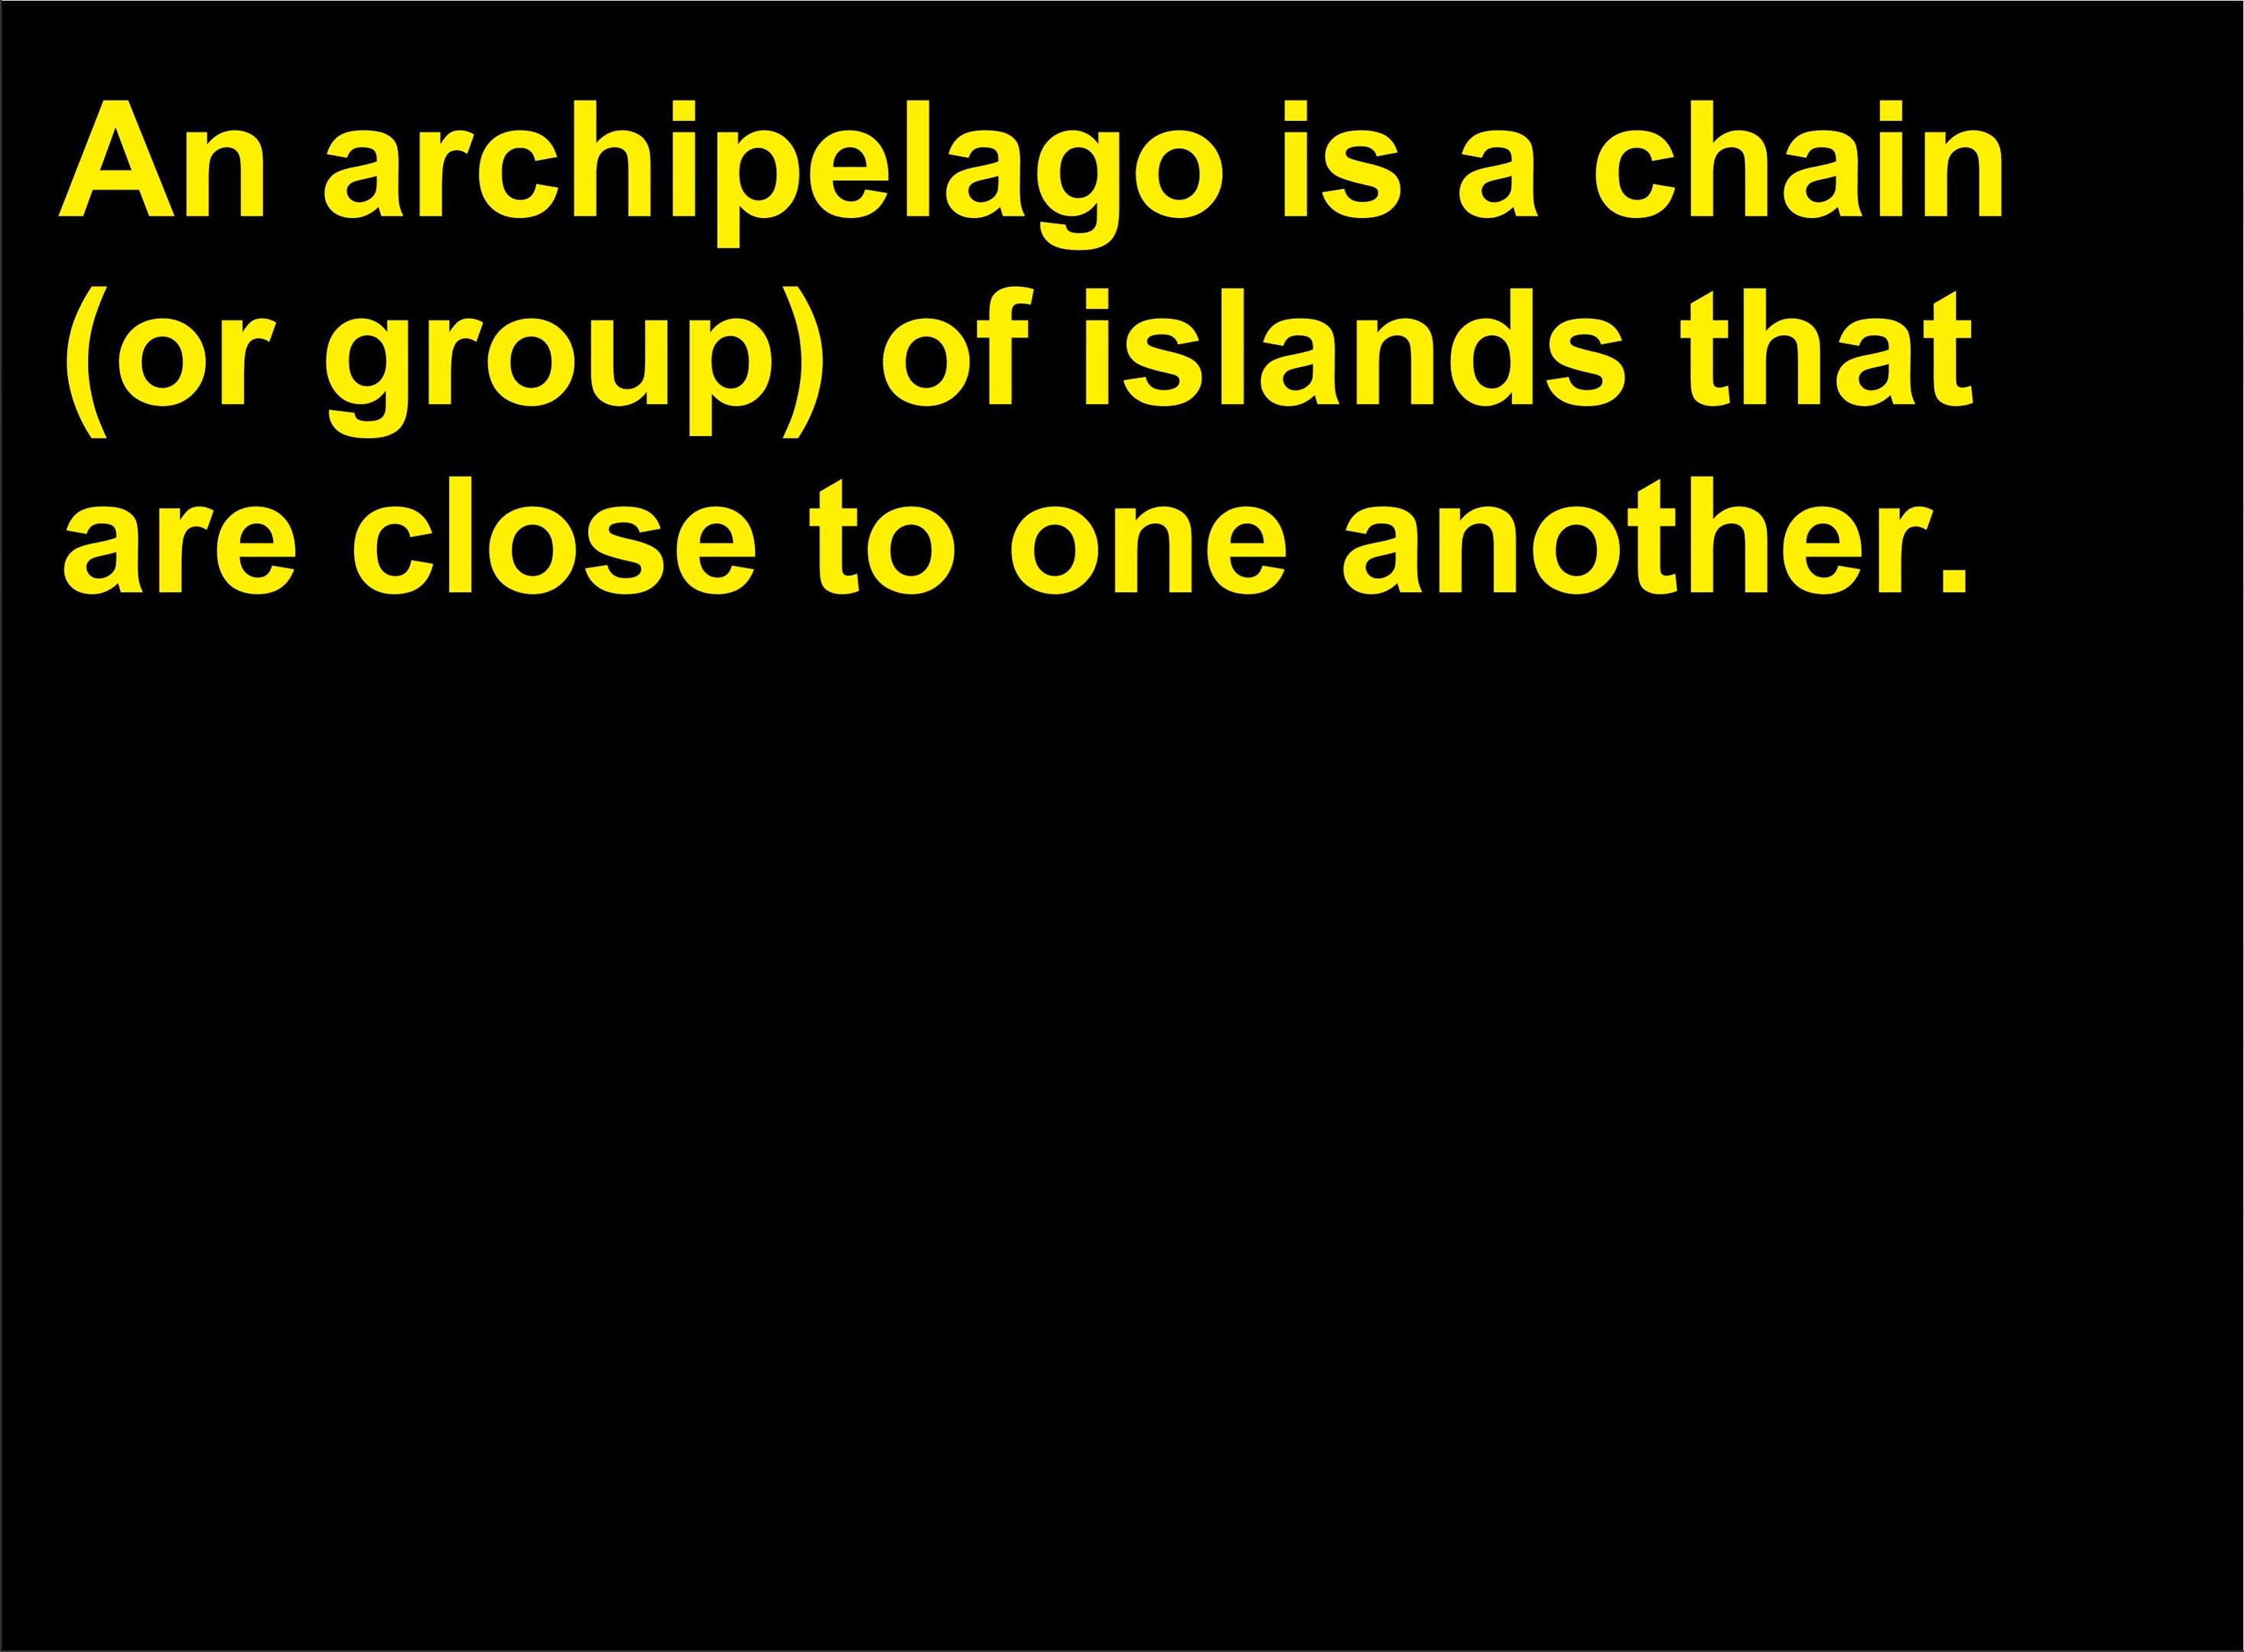 An archipelago is a chain
(or group) of islands that
are close to one another.